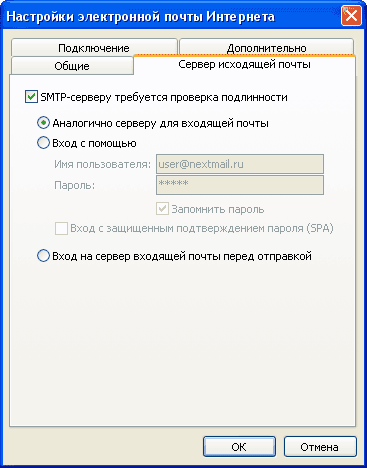 Настройки электронной почты Интернета
Подключение Дополнительно
Общие Сервер исходящей почты
SMTP-серверу требуется проверка подлинности
Аналогично серверу для входящей почты
Вход с помощью
Имя пользователя: user@nextmail.ru
Пароль: *****
Запомнить пароль
Вход с защищенным подтверждением пароля (SPA)
Вход на сервер входящей почты перед отправкой
ОК Отмена